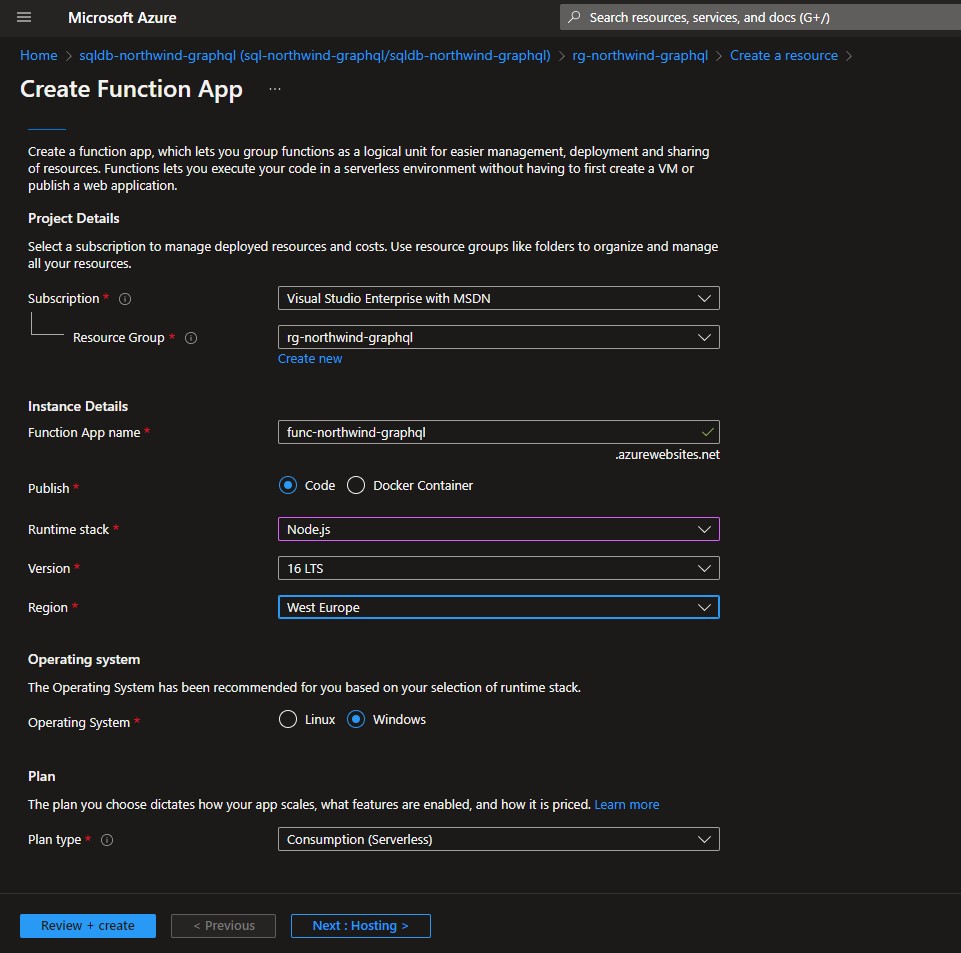 Microsoft Azure
Search resources, services, and docs (G+/)
Home > sqldb-northwind-graphql (sql-northwind-graphql/sqldb-northwind-graphql) > rg-northwind-graphql > Create a resource >
Create Function App ...
Create a function app, which lets you group functions as a logical unit for easier management, deployment and sharing
of resources. Functions lets you execute your code in a serverless environment without having to first create a VM or
publish a web application.
Project Details
Select a subscription to manage deployed resources and costs. Use resource groups like folders to organize and manage
all your resources.
Subscription *
Visual Studio Enterprise with MSDN
Resource Group *
rg-northwind-graphql
Create new
Instance Details
Function App name *
func-northwind-graphql
.azurewebsites.net
Publish *
Code Docker Container
Runtime stack *
Node.js
Version *
16 LTS
Region *
West Europe
Operating system
The Operating System has been recommended for you based on your selection of runtime stack.
Operating System *
Linux Windows
Plan
The plan you choose dictates how your app scales, what features are enabled, and how it is priced. Learn more
Plan type *
Consumption (Serverless)
Review + create
< Previous
Next : Hosting >